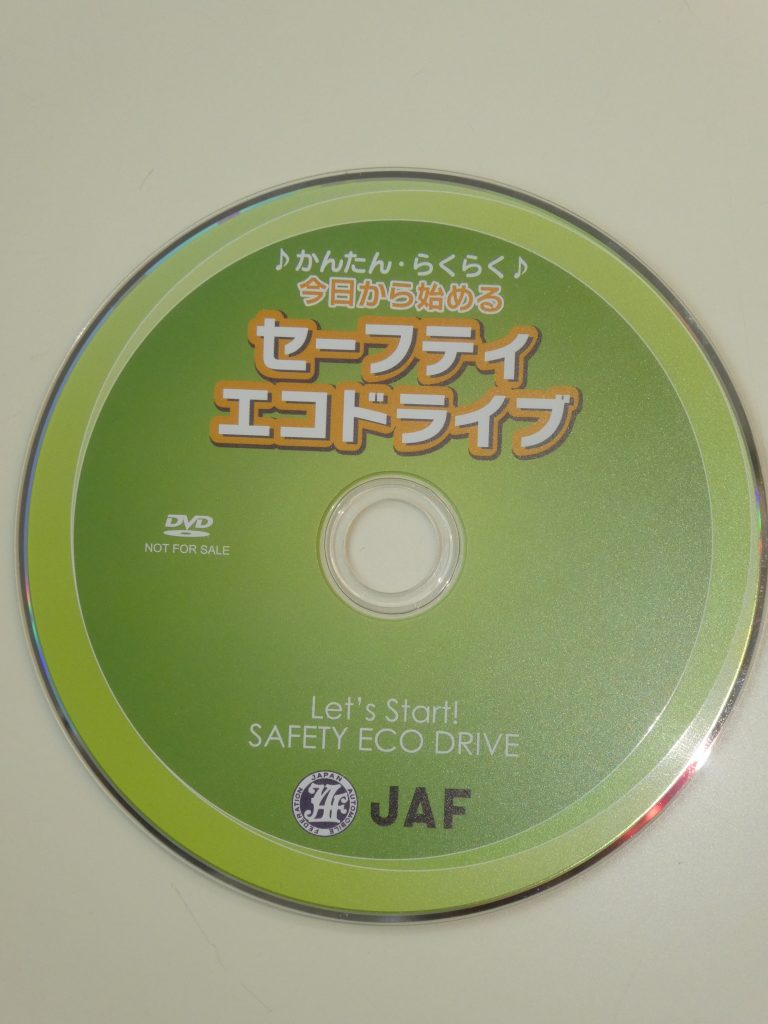 ♪かんたん・らくらく♪
今日から始める
セーフティ
エコドライブ
DVD
NOT FOR SALE
Let's Start!
SAFETY ECO DRIVE
JAPAN AUTOMOBILE FEDERATION
JAF
JAF